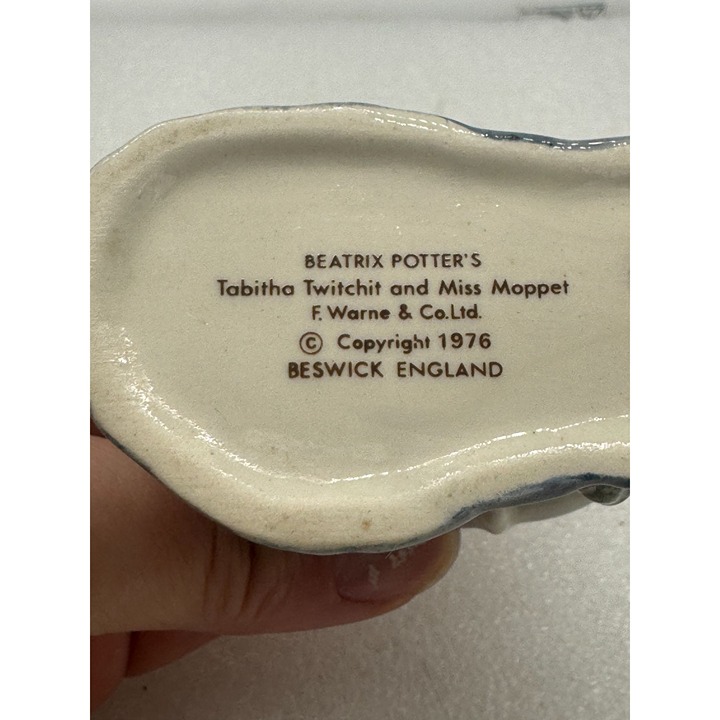 BEATRIX POTTER'S
Tabitha Twitchit and Miss Moppet
F. Warne & Co.Ltd.
© Copyright 1976
BESWICK ENGLAND